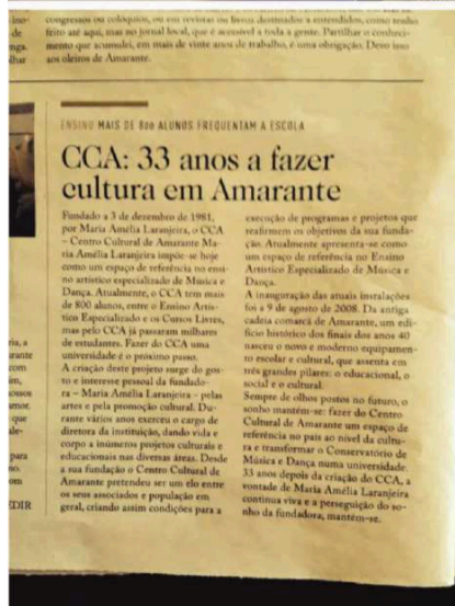 congressos ou colóquios, ou em revistas ou livros destinados a entendidos, como tenho
feito até aqui, mas no jornal local, que é acessível a toda a gente. Partilhar o conheci-
mento que acumulei, em mais de vinte anos de trabalho, é uma obrigação. Devo isso
aos oleiros de Amarante.
ENSINO MAIS DE 800 ALUNOS FREQUENTAM A ESCOLA
CCA: 33 anos a fazer
cultura em Amarante
Fundado a 3 de dezembro de 1981,
por Maria Amélia Laranjeira, o CCA
– Centro Cultural de Amarante Ma-
ria Amélia Laranjeira impõe-se hoje
como um espaço de referência no ensi-
no artístico especializado de Música e
Dança. Atualmente, o CCA tem mais
de 800 alunos, entre o Ensino Artís-
tico Especializado e os Cursos Livres,
mas pelo CCA já passaram milhares
de estudantes. Fazer do CCA uma
universidade é o próximo passo.
A criação deste projeto surge do gos-
to e interesse pessoal da fundado-
ra – Maria Amélia Laranjeira – pelas
artes e pela promoção cultural. Du-
rante vários anos exerceu o cargo de
diretora da instituição, dando vida e
corpo a inúmeros projetos culturais e
educacionais nas diversas áreas. Desde
a sua fundação o Centro Cultural de
Amarante pretendeu ser um elo entre
os seus associados e população em
geral, criando assim condições para a
execução de programas e projetos que
reafirmem os objetivos da sua funda-
ção. Atualmente apresenta-se como
um espaço de referência no Ensino
Artístico Especializado de Música e
Dança.
A inauguração das atuais instalações
foi a 9 de agosto de 2008. Da antiga
cadeia comarcã de Amarante, um edi-
fício histórico dos finais dos anos 40
nasceu o novo e moderno equipamen-
to escolar e cultural, que assenta em
três grandes pilares: o educacional, o
social e o cultural.
Sempre de olhos postos no futuro, o
sonho mantém-se: fazer do Centro
Cultural de Amarante um espaço de
referência no país ao nível da cultu-
ra e transformar o Conservatório de
Música e Dança numa universidade.
33 anos depois da criação do CCA, a
vontade de Maria Amélia Laranjeira
continua viva e a perseguição do so-
nho da fundadora, mantém-se.